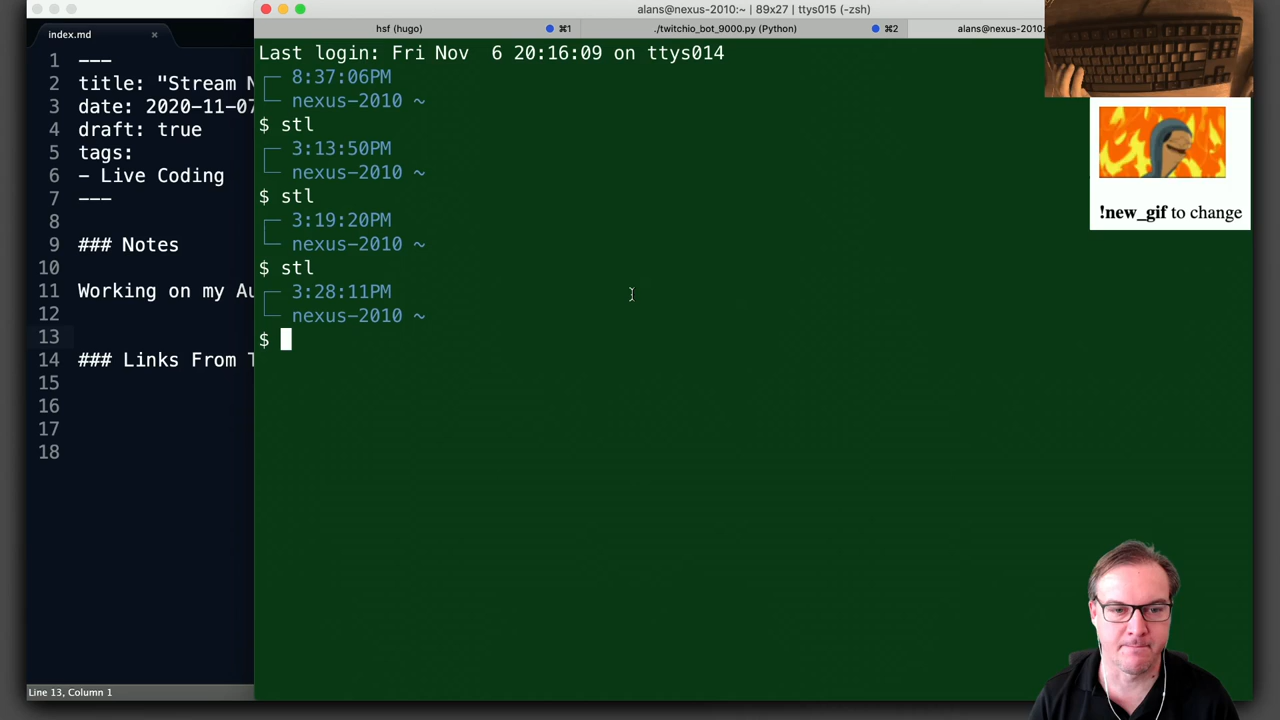 index.md
1 ---
2 title: "Stream N
3 date: 2020-11-07
4 draft: true
5 tags:
6 - Live Coding
7 ---
8
9 ### Notes
10
11 Working on my Au
12
13
14 ### Links From T
15
16
17
18
Line 13, Column 1
alans@nexus-2010:~ | 89x27 | ttys015 (-zsh)
hsf (hugo) ⌘1
./twitchio_bot_9000.py (Python) ⌘2
alans@nexus-2010:
Last login: Fri Nov  6 20:16:09 on ttys014
8:37:06PM
nexus-2010 ~
$ stl
3:13:50PM
nexus-2010 ~
$ stl
3:19:20PM
nexus-2010 ~
$ stl
3:28:11PM
nexus-2010 ~
$
!new_gif to change